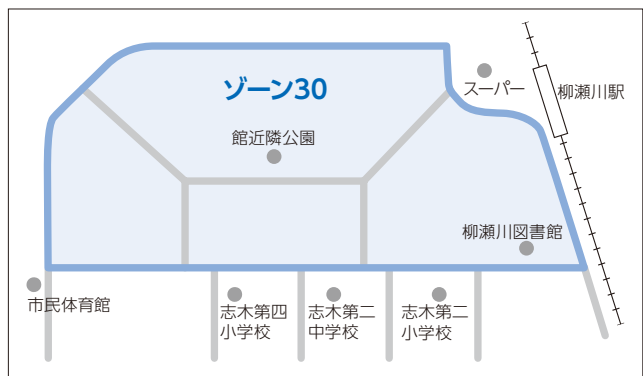 ゾーン30
スーパー
柳瀬川駅
館近隣公園
柳瀬川図書館
市民体育館
志木第四
小学校
志木第二
中学校
志木第二
小学校